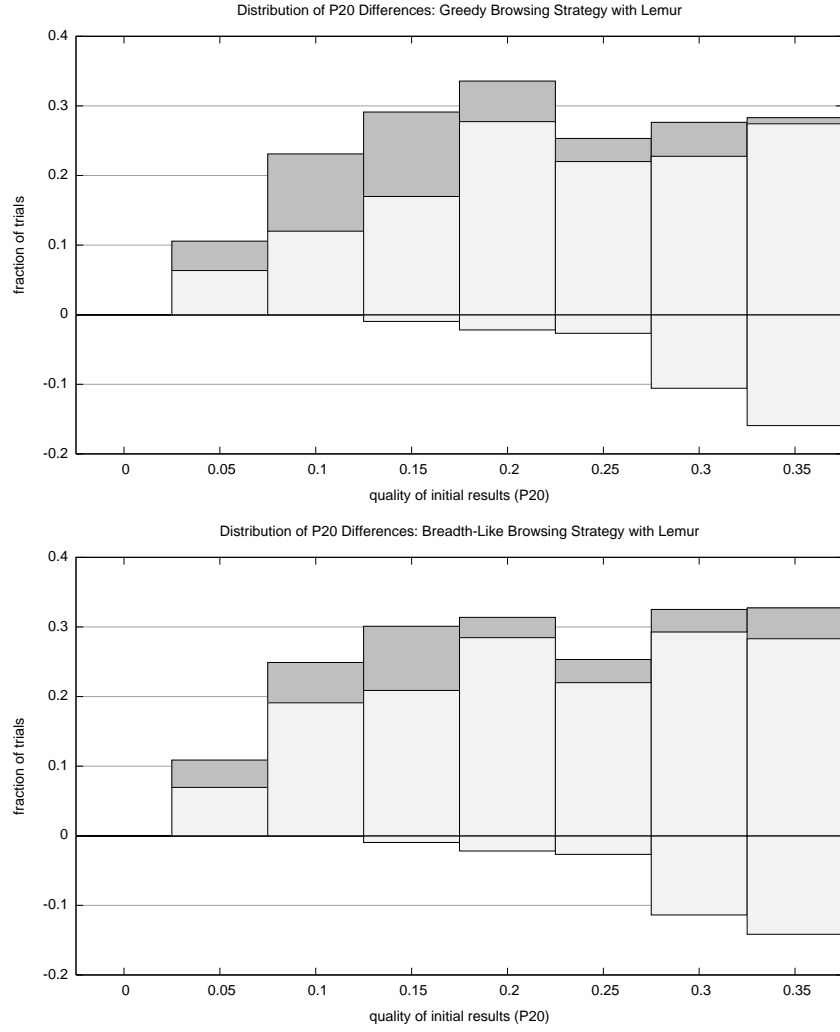 Distribution of P20 Differences: Greedy Browsing Strategy with Lemur
0.4
0.3
0.2
0.1
0
-0.1
-0.2
fraction of trials
0 0.05 0.1 0.15 0.2 0.25 0.3 0.35
quality of initial results (P20)
Distribution of P20 Differences: Breadth-Like Browsing Strategy with Lemur
0.4
0.3
0.2
0.1
0
-0.1
-0.2
fraction of trials
0 0.05 0.1 0.15 0.2 0.25 0.3 0.35
quality of initial results (P20)